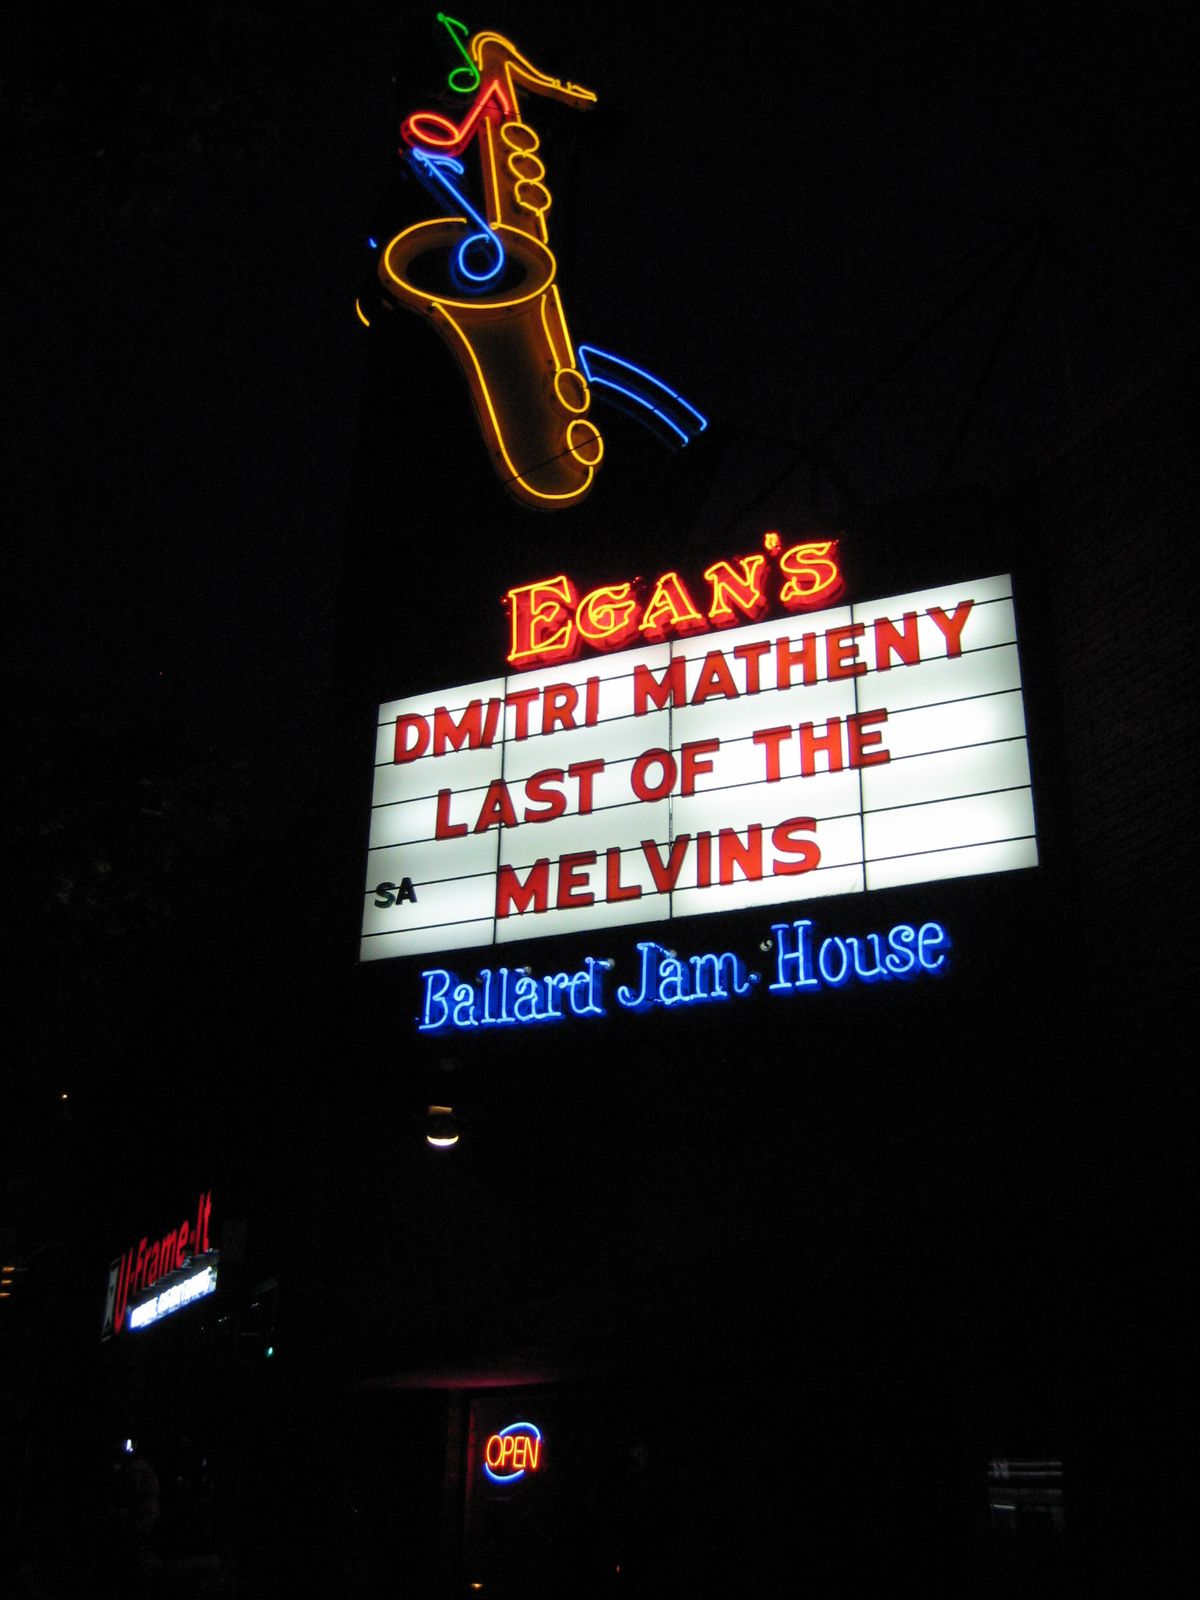 EGAN'S
DMITRI MATHENY
LAST OF THE
SA MELVINS
Ballard Jam House
U-Frame-It
OPEN